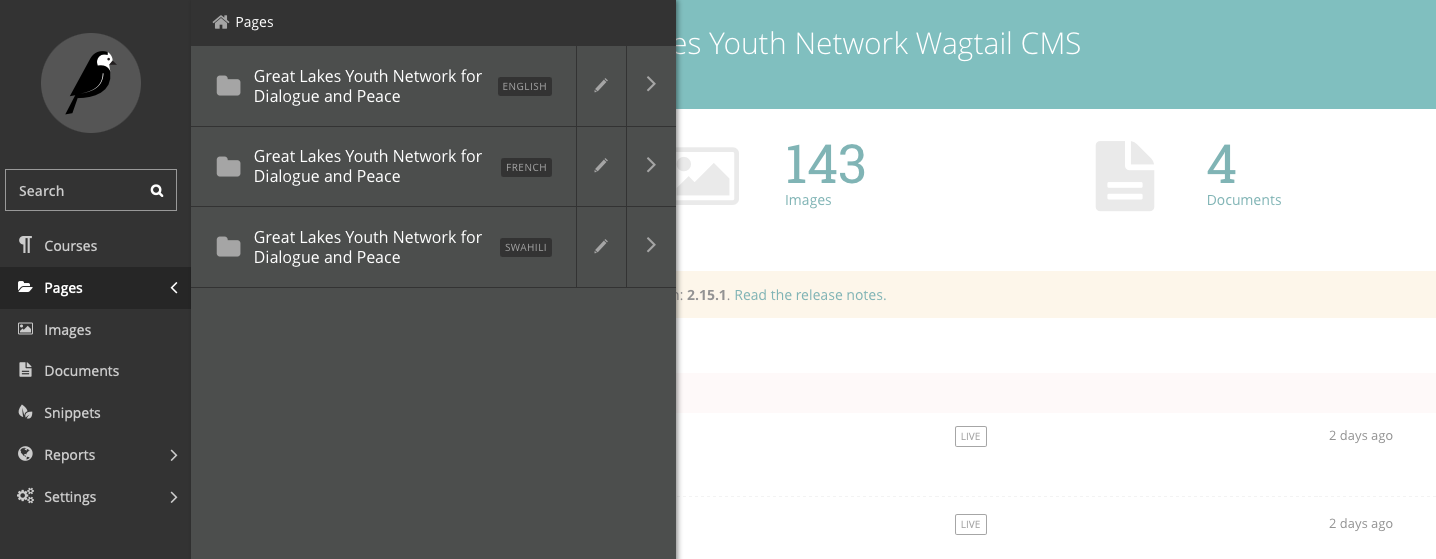 Search
Courses
Pages
Images
Documents
Snippets
Reports
Settings
Pages
Great Lakes Youth Network for
Dialogue and Peace
ENGLISH
Great Lakes Youth Network for
Dialogue and Peace
FRENCH
Great Lakes Youth Network for
Dialogue and Peace
SWAHILI
es Youth Network Wagtail CMS
143
Images
4
Documents
: 2.15.1. Read the release notes.
LIVE
2 days ago
LIVE
2 days ago